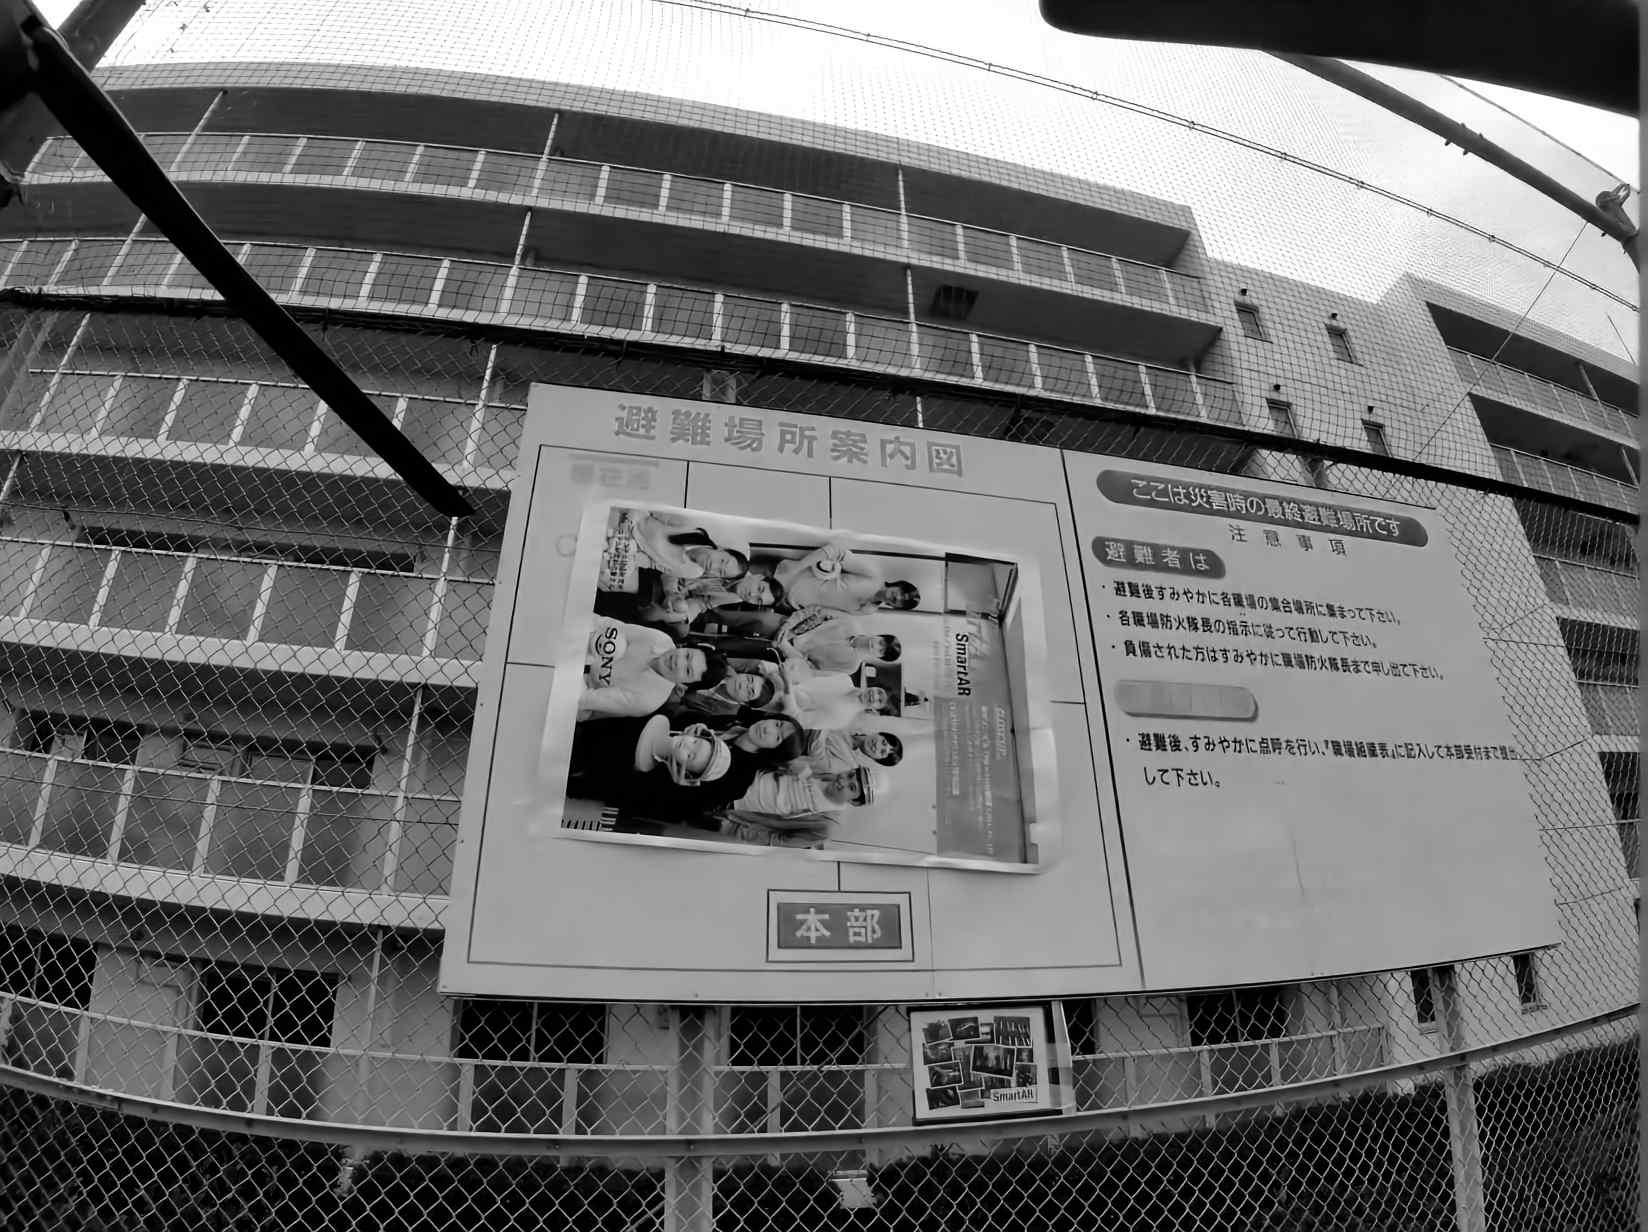 避難場所案内図
SONY
SmartAR
本部
ここは災害時の最終避難場所です
注意事項
避難者は
・避難後すみやかに各職場の集合場所に集まって下さい。
・各職場防火隊長の指示に従って行動して下さい。
・負傷された方はすみやかに職場防火隊長まで申し出て下さい。
・避難後、すみやかに点呼を行い、『職場組織表』に記入して本部受付まで提出
して下さい。
SmartAR